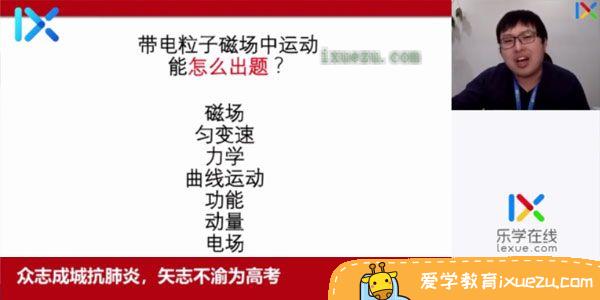 IX
带电粒子磁场中运动
能怎么出题？
ixuezu.com
磁场
匀变速
力学
曲线运动
功能
动量
电场
IX
IX
乐学在线
lexue.com
众志成城抗肺炎，矢志不渝为高考
爱学教育ixuezu.com